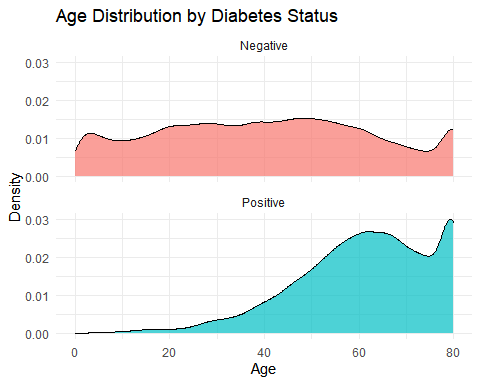 Age Distribution by Diabetes Status
Negative
0.03
0.02
0.01
0.00
Density
Positive
0.03
0.02
0.01
0.00
0 20 40 60 80
Age